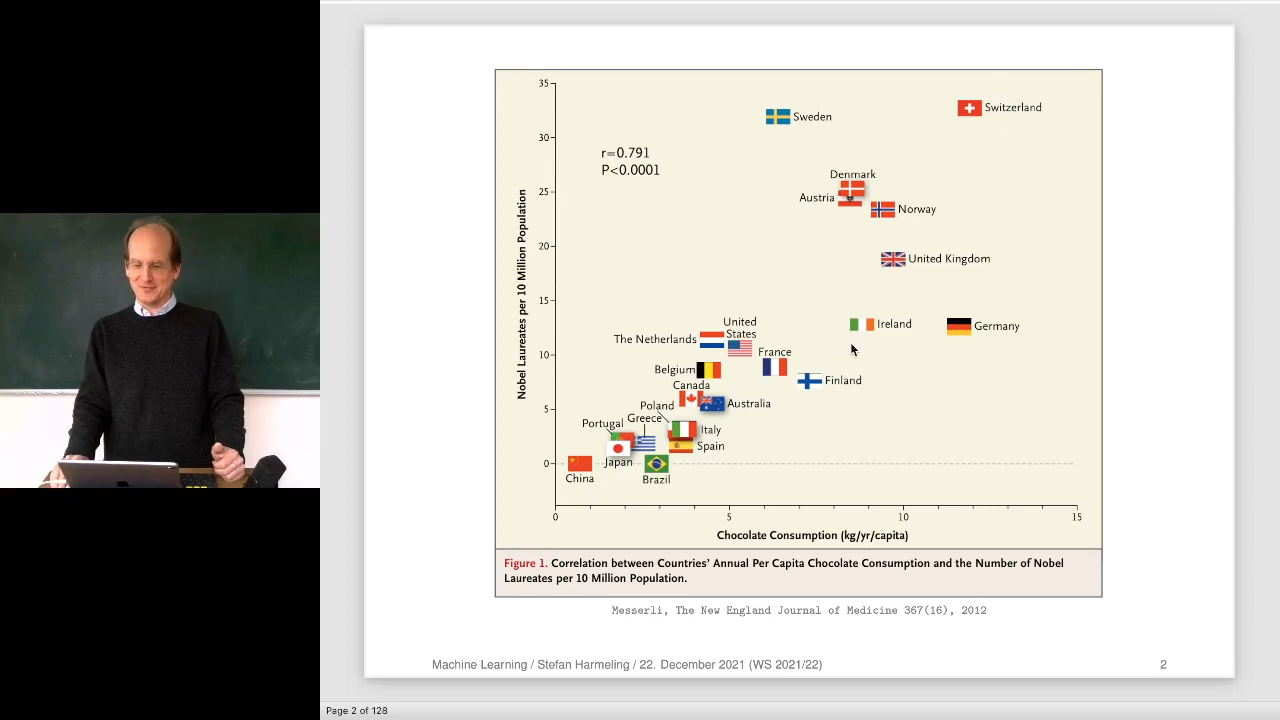 35
Sweden
Switzerland
30
r=0.791
P<0.0001
Denmark
25
Austria
Norway
20
United Kingdom
15
United
States
The Netherlands
Ireland
Germany
10
France
Belgium
Finland
Canada
5
Poland
Australia
Portugal
Greece
Italy
Spain
0
Japan
China
Brazil
Nobel Laureates per 10 Million Population
0
5
10
15
Chocolate Consumption (kg/yr/capita)
Figure 1. Correlation between Countries' Annual Per Capita Chocolate Consumption and the Number of Nobel
Laureates per 10 Million Population.
Messerli, The New England Journal of Medicine 367(16), 2012
Machine Learning / Stefan Harmeling / 22. December 2021 (WS 2021/22)
2
Page 2 of 128